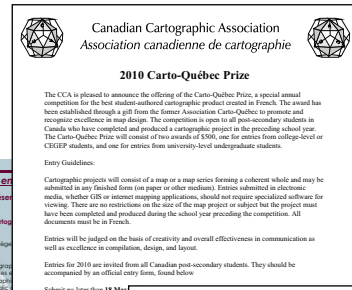 Canadian Cartographic Association
Association canadienne de cartographie
2010 Carto-Québec Prize
The CCA is pleased to announce the offering of the Carto-Québec Prize, a special annual
competition for the best student-authored cartographic product created in French. The award has
been established through a gift from the former Association Carto-Québec to promote and
recognize excellence in map design. The competition is open to all post-secondary students in
Canada who have completed and produced a cartography project in the preceding school year.
The Carto-Québec Prize will consist of two awards of $500, one for entries from college-level or
CEGEP students, and one for entries from university-level undergraduate students.
Entry Guidelines:
Cartographic projects will consist of a map or a map series forming a coherent whole and may be
submitted in any finished form (on paper or other medium). Entries submitted in electronic
media, whether GIS or internet mapping applications, should not require specialized software for
viewing. There are no restrictions on the size of the map project or subject but the project must
have been completed and produced during the school year preceding the competition. All
documents must be in French.
Entries will be judged on the basis of creativity and overall effectiveness in communication as
well as excellence in compilation, design, and layout.
Entries for 2010 are invited from all Canadian post-secondary students. They should be
accompanied by an official entry form, found below
Submit no later than 18 Mar